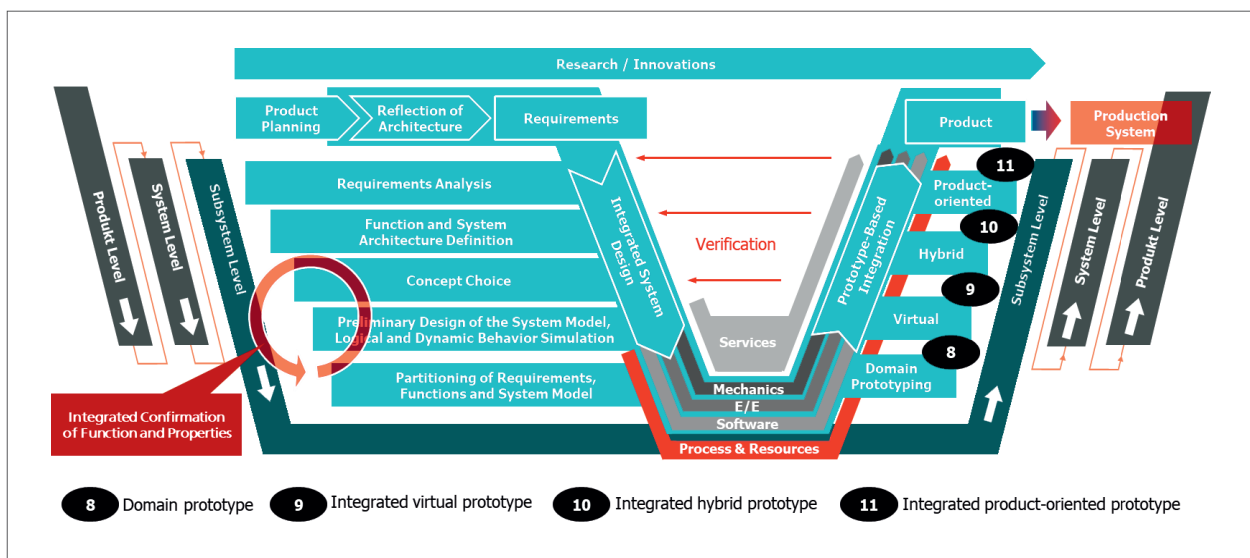 Research / Innovations
Product
Planning
Reflection of
Architecture
Requirements
Product
Production
System
Produkt Level
System Level
Subsystem Level
Requirements Analysis
Function and System
Architecture Definition
Concept Choice
Preliminary Design of the System Model,
Logical and Dynamic Behavior Simulation
Partitioning of Requirements,
Functions and System Model
Integrated Confirmation
of Function and Properties
Integrated System
Design
Verification
Services
Mechanics
E/E
Software
Process & Resources
Prototype-Based
Integration
11
Product-
oriented
10
Hybrid
9
Virtual
8
Domain
Prototyping
Subsystem Level
System Level
Produkt Level
8 Domain prototype
9 Integrated virtual prototype
10 Integrated hybrid prototype
11 Integrated product-oriented prototype